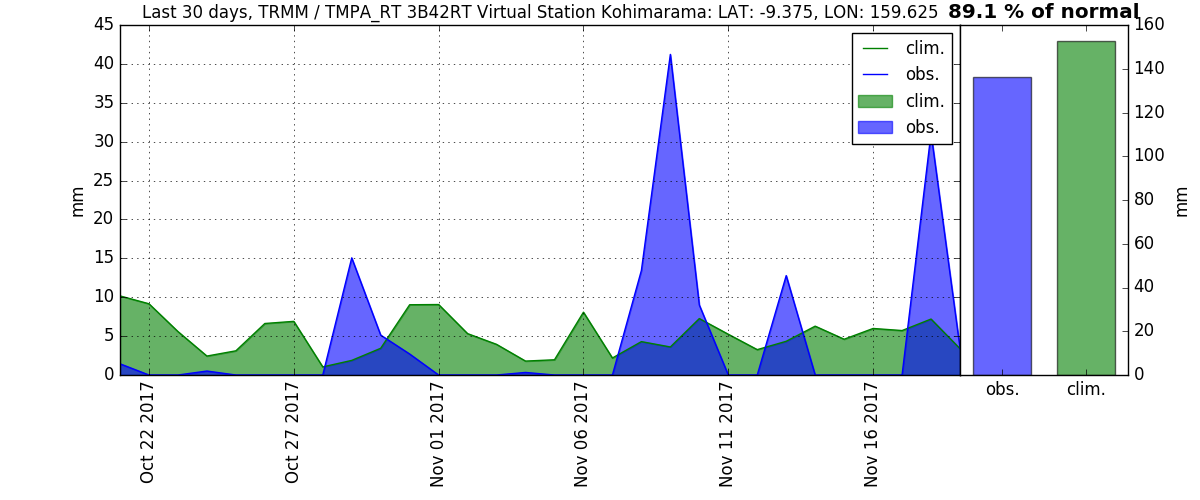 Last 30 days, TRMM / TMPA_RT 3B42RT Virtual Station Kohimarama: LAT: -9.375, LON: 159.625 89.1 % of normal
45
40
35
30
25
20
15
10
5
0
mm
clim.
obs.
clim.
obs.
Oct 22 2017
Oct 27 2017
Nov 01 2017
Nov 06 2017
Nov 11 2017
Nov 16 2017
160
140
120
100
80
60
40
20
0
mm
obs.
clim.